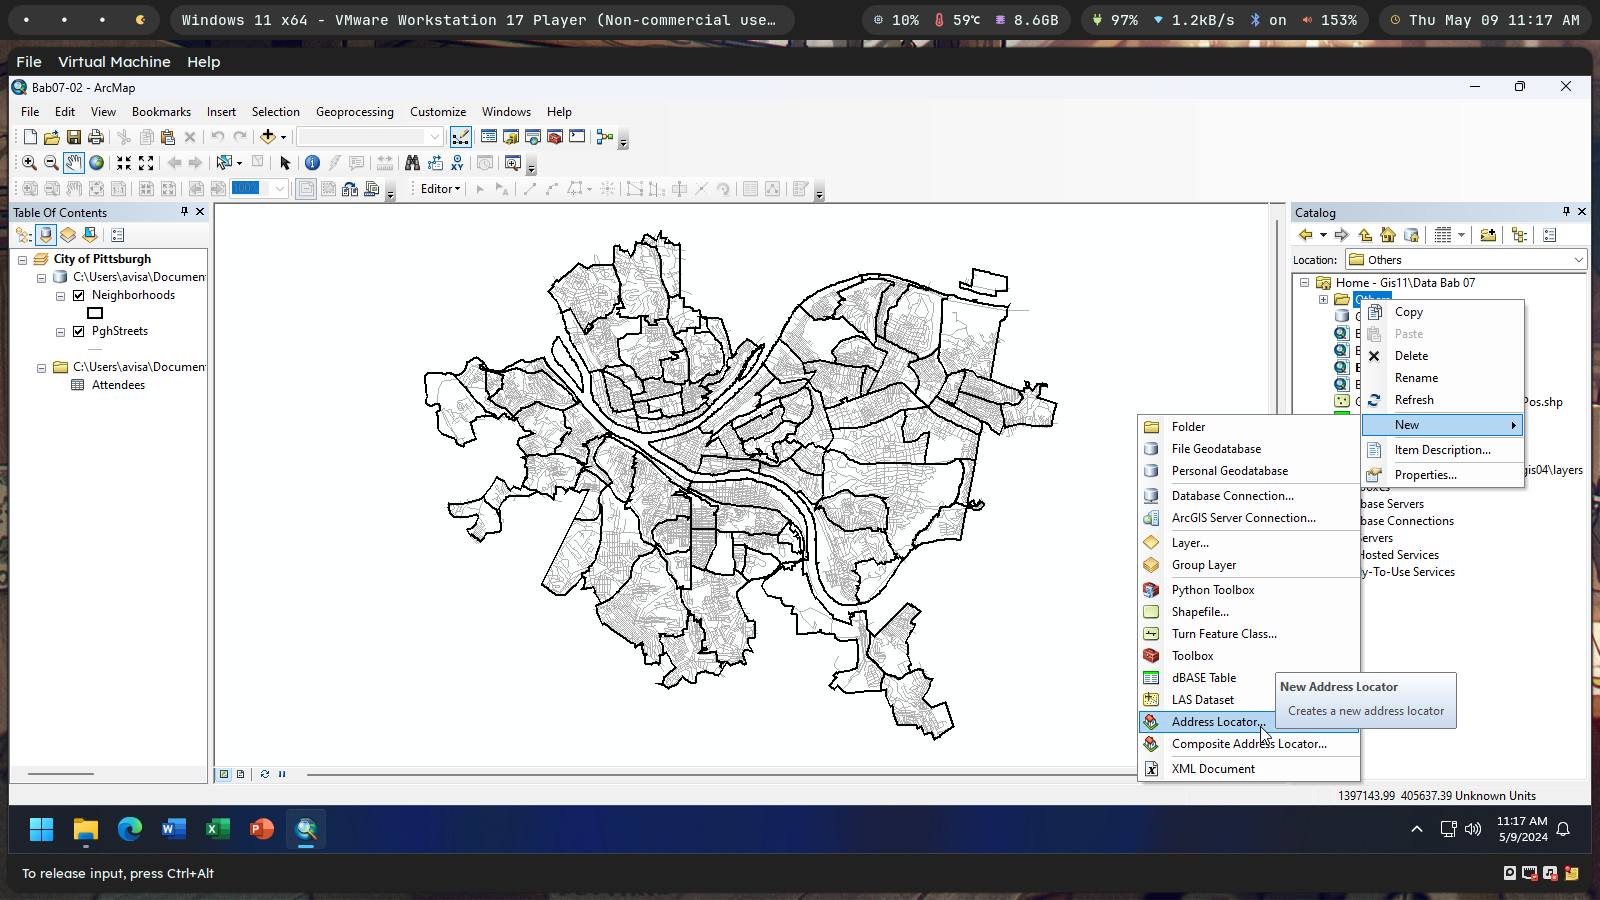 Windows 11 x64 - VMware Workstation 17 Player (Non-commercial use…
10%
59℃
8.6GB
97%
1.2kB/s
on
153%
Thu May 09 11:17 AM
File Virtual Machine Help
Bab07-02 - ArcMap
File Edit View Bookmarks Insert Selection Geoprocessing Customize Windows Help
100%
Editor
Table Of Contents
City of Pittsburgh
C:\Users\avisa\Documen
Neighborhoods
PghStreets
C:\Users\avisa\Documen
Attendees
Catalog
Location: Others
Home - Gis11\Data Bab 07
Others
Pos.shp
gis04\layers
base Servers
base Connections
Servers
Hosted Services
y-To-Use Services
Copy
Paste
Delete
Rename
Refresh
New
Item Description...
Properties...
Folder
File Geodatabase
Personal Geodatabase
Database Connection...
ArcGIS Server Connection...
Layer...
Group Layer
Python Toolbox
Shapefile...
Turn Feature Class...
Toolbox
dBASE Table
LAS Dataset
Address Locator...
Composite Address Locator...
XML Document
New Address Locator
Creates a new address locator
1397143.99 405637.39 Unknown Units
11:17 AM
5/9/2024
To release input, press Ctrl+Alt